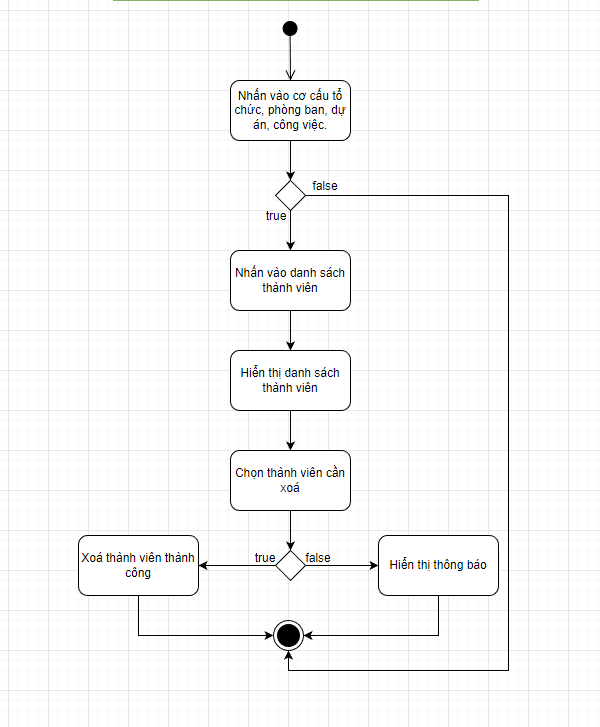 Nhấn vào cơ cấu tổ
chức, phòng ban, dự
án, công việc.
false
true
Nhấn vào danh sách
thành viên
Hiển thị danh sách
thành viên
Chọn thành viên cần
xoá
true
false
Xoá thành viên thành
công
Hiển thị thông báo